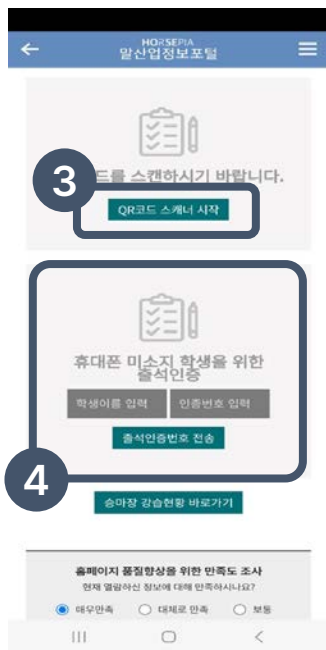 HORSEPIA
말산업정보포털
3
드를 스캔하시기 바랍니다.
QR코드 스캐너 시작
휴대폰 미소지 학생을 위한
출석인증
학생이름 입력 인증번호 입력
출석인증번호 전송
4
승마장 강습현황 바로가기
홈페이지 품질향상을 위한 만족도 조사
현재 열람하신 정보에 대해 만족하시나요?
매우만족 대체로 만족 보통